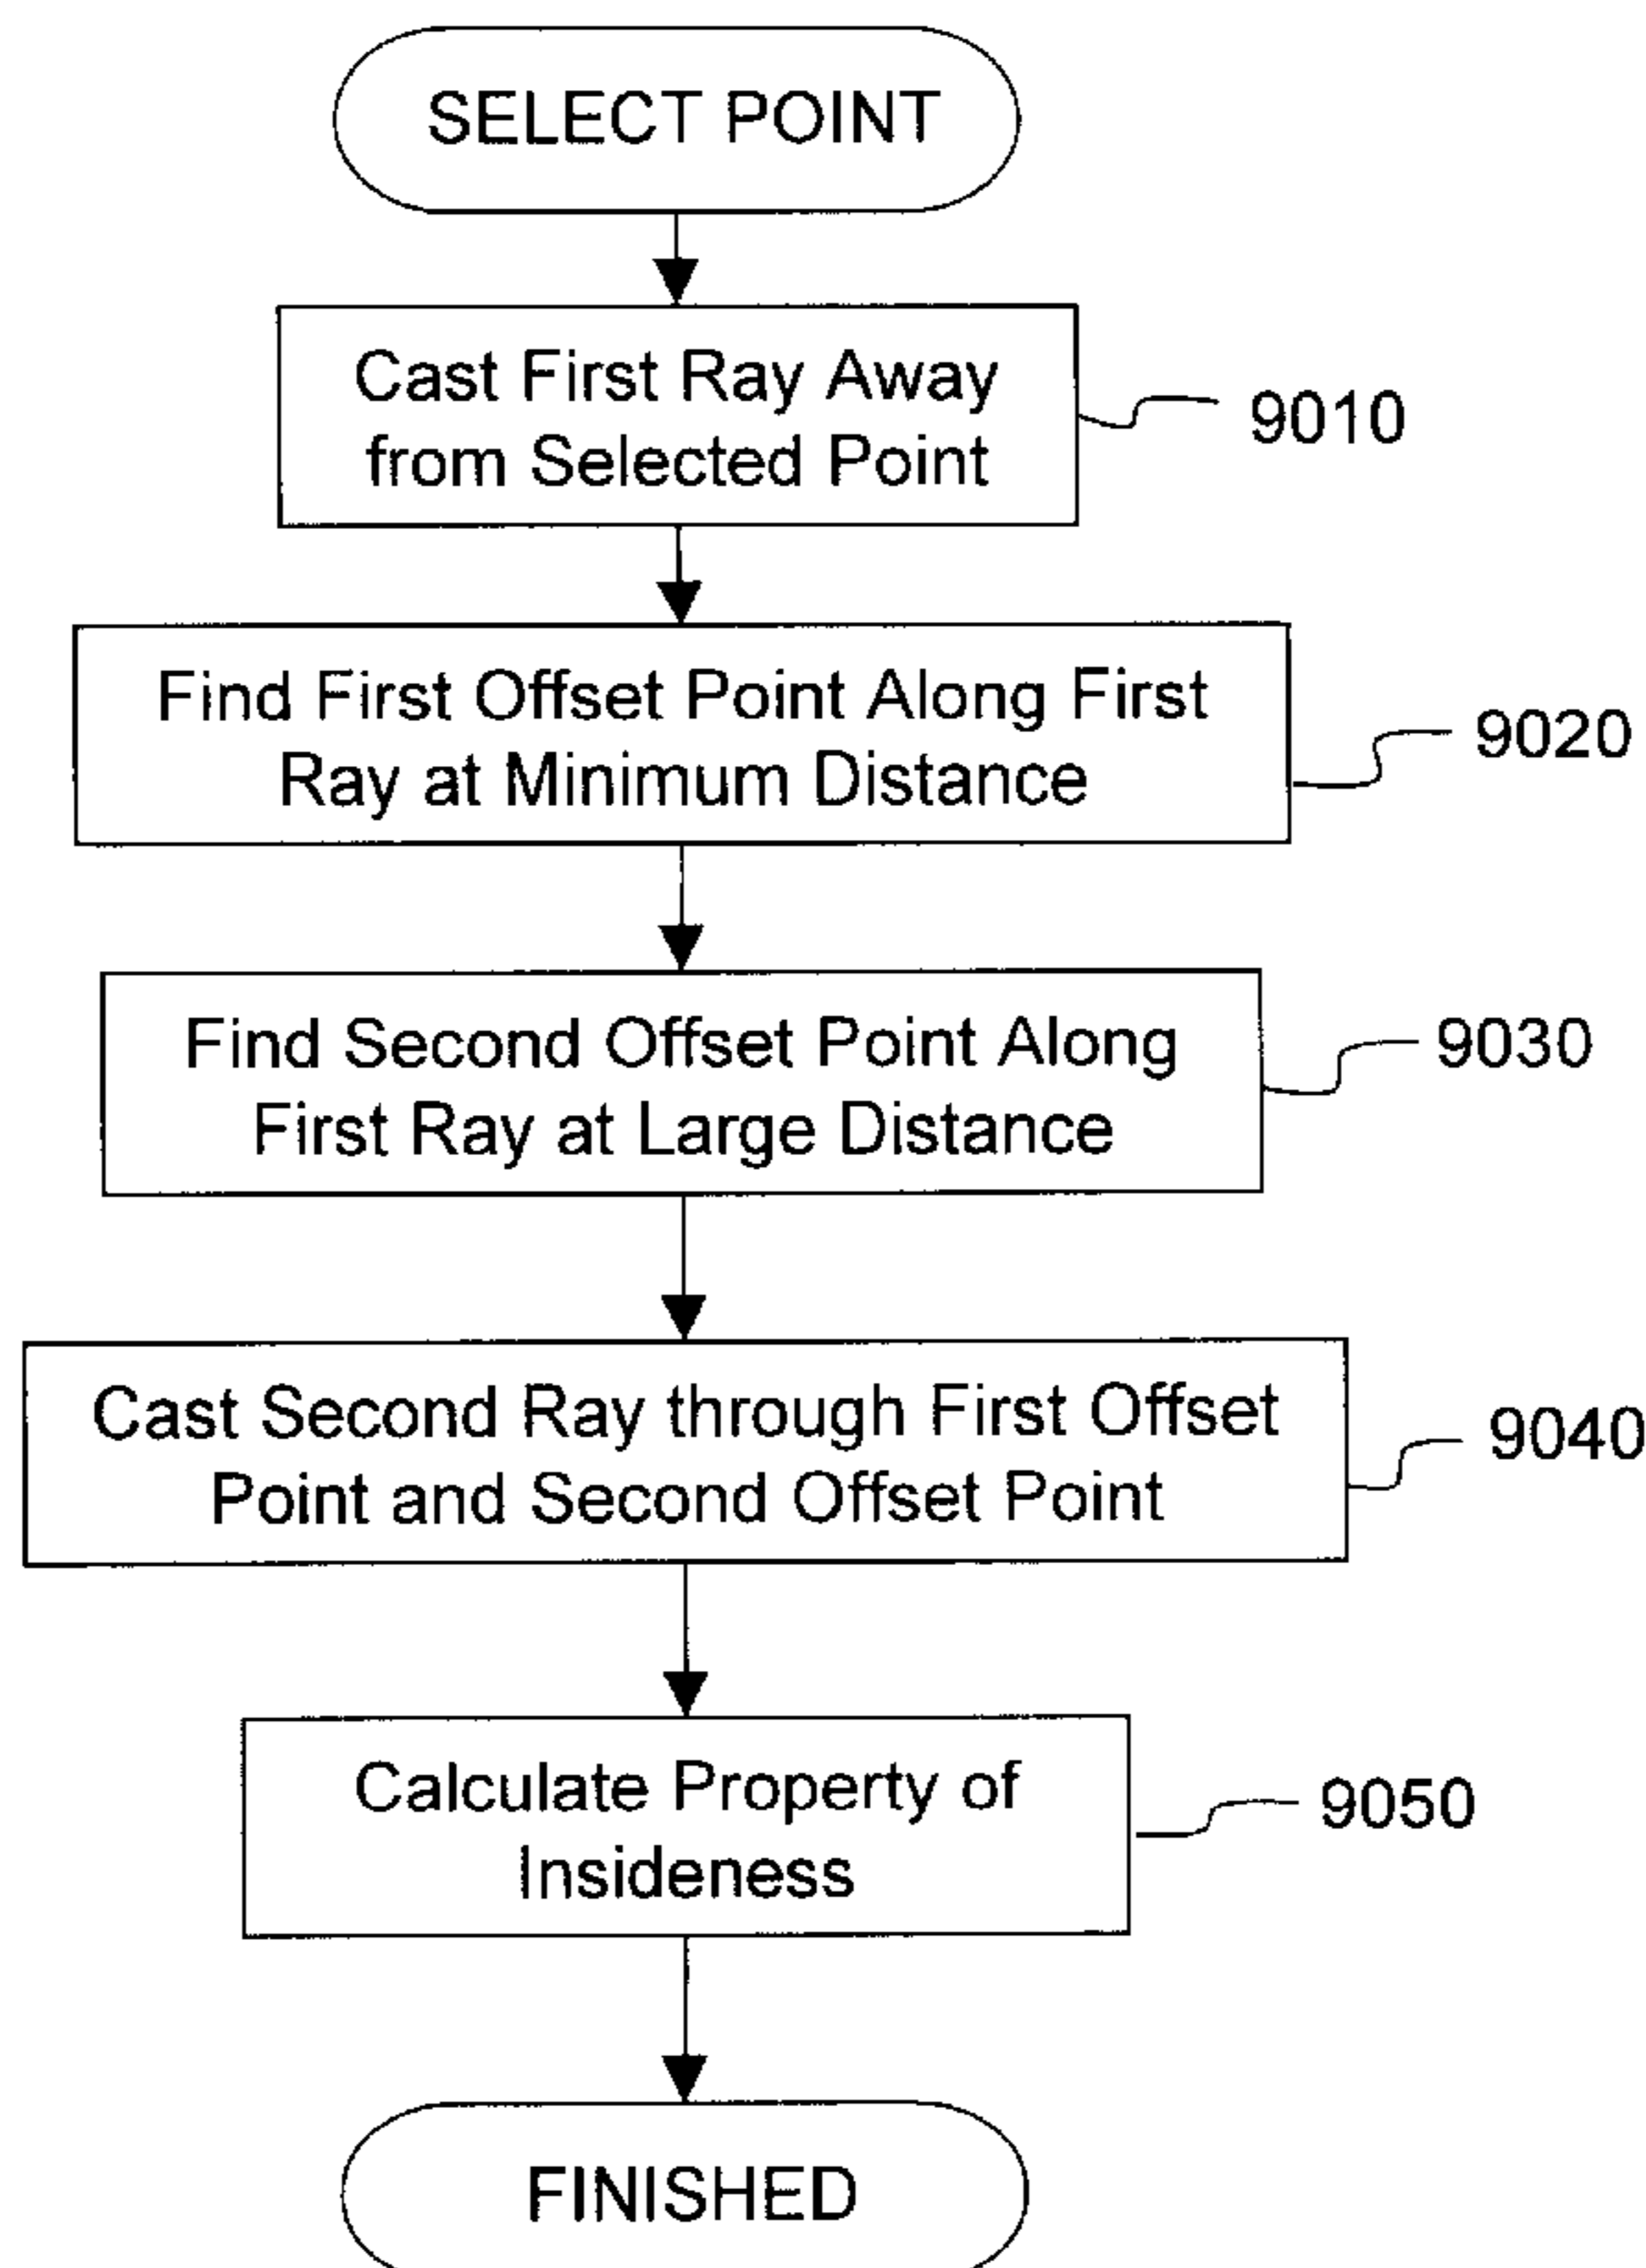 SELECT POINT
Cast First Ray Away
from Selected Point
9010
Find First Offset Point Along First
Ray at Minimum Distance
9020
Find Second Offset Point Along
First Ray at Large Distance
9030
Cast Second Ray through First Offset
Point and Second Offset Point
9040
Calculate Property of
Insideness
9050
FINISHED